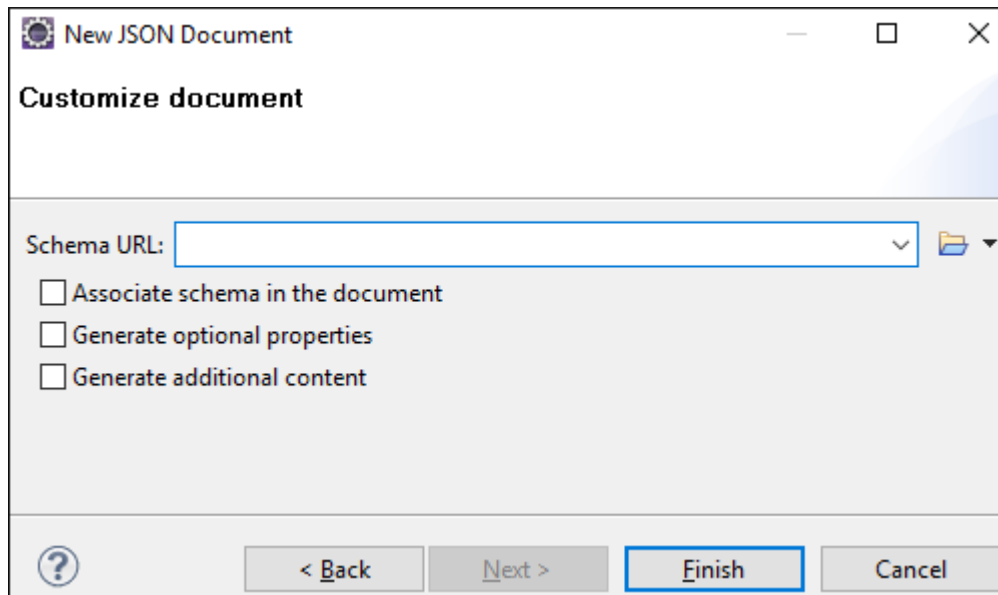 New JSON Document
Customize document
Schema URL:
Associate schema in the document
Generate optional properties
Generate additional content
? < Back Next > Finish Cancel